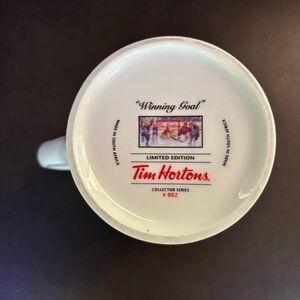 "Winning Goal"
MADE IN SOUTH KOREA
MADE IN SOUTH KOREA
LIMITED EDITION
Tim Hortons.
COLLECTOR SERIES
# 002